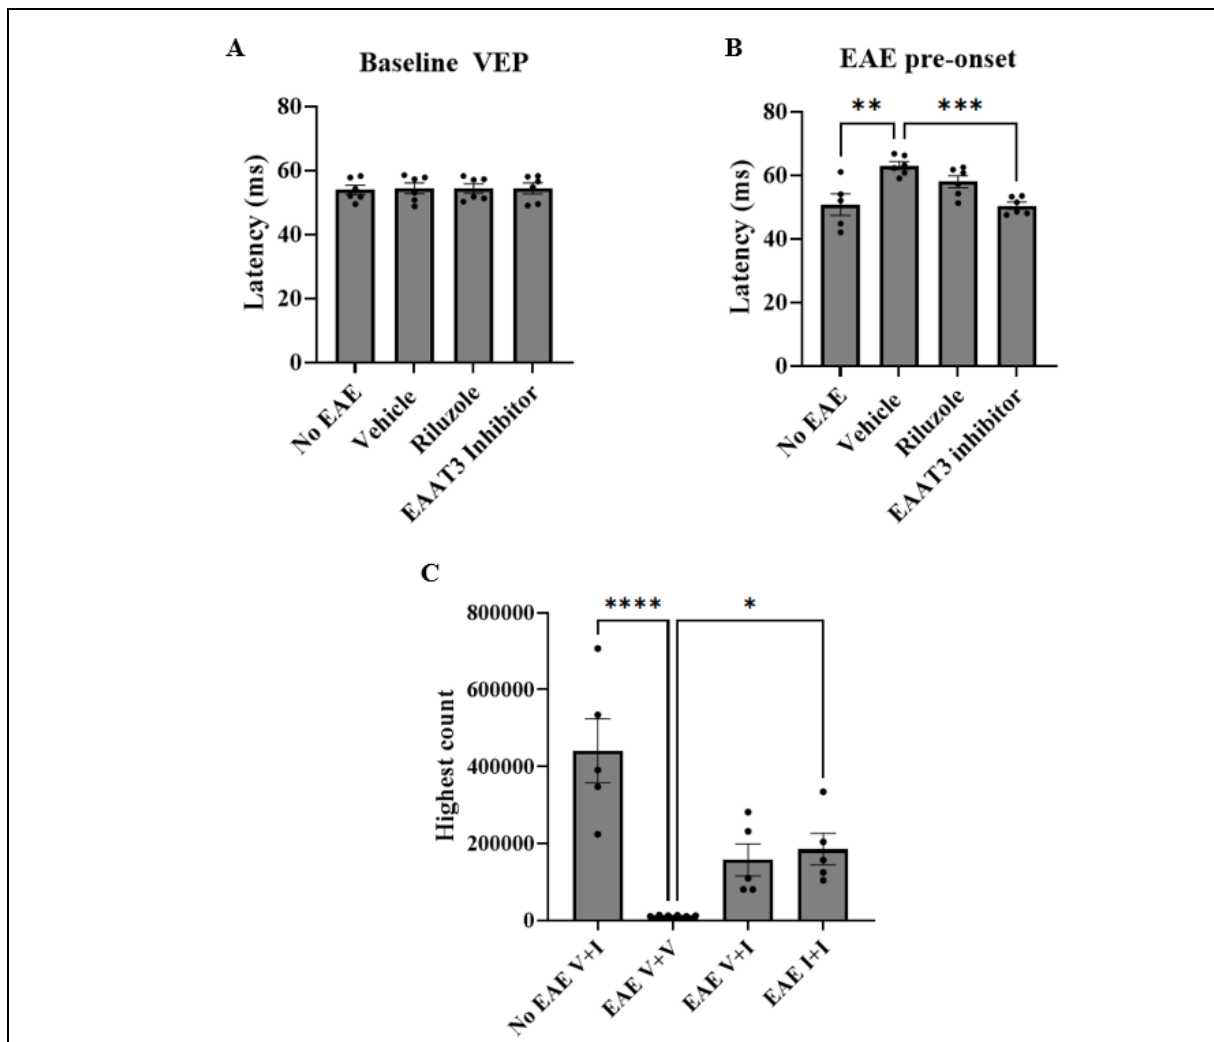 A
Baseline VEP
Latency (ms)
80
60
40
20
0
No EAE
Vehicle
Riluzole
EAAT3 Inhibitor
B
EAE pre-onset
** ***
Latency (ms)
80
60
40
20
0
No EAE
Vehicle
Riluzole
EAAT3 inhibitor
C
**** *
Highest count
800000
600000
400000
200000
0
No EAE V+I
EAE V+V
EAE V+I
EAE I+I